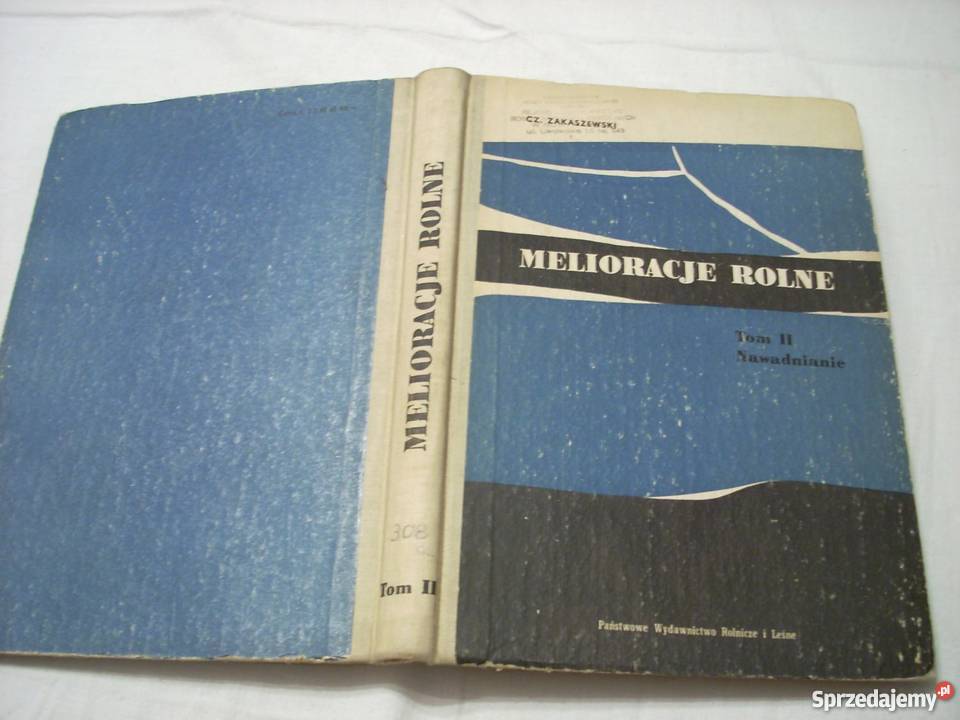 CZ. ZAKASZEWSKI
MELIORACJE ROLNE
Tom II
Nawadnianie
Państwowe Wydawnictwo Rolnicze i Leśne
MELIORACJE ROLNE
308
Tom II
Sprzedajemy.pl